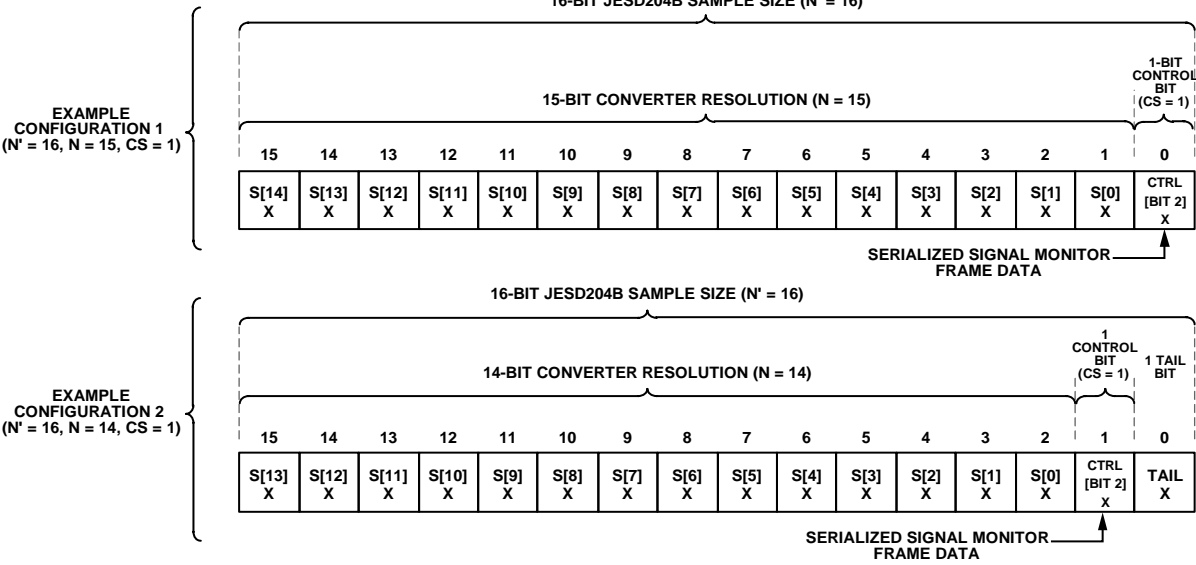 16-BIT JESD204B SAMPLE SIZE (N' = 16)
1-BIT
CONTROL
BIT
(CS = 1)
15-BIT CONVERTER RESOLUTION (N = 15)
EXAMPLE
CONFIGURATION 1
(N' = 16, N = 15, CS = 1)
15 14 13 12 11 10 9 8 7 6 5 4 3 2 1 0
S[14] S[13] S[12] S[11] S[10] S[9] S[8] S[7] S[6] S[5] S[4] S[3] S[2] S[1] S[0] CTRL
[BIT 2]
X X X X X X X X X X X X X X X X
SERIALIZED SIGNAL MONITOR
FRAME DATA
16-BIT JESD204B SAMPLE SIZE (N' = 16)
1
CONTROL
BIT
(CS = 1)
1 TAIL
BIT
14-BIT CONVERTER RESOLUTION (N = 14)
EXAMPLE
CONFIGURATION 2
(N' = 16, N = 14, CS = 1)
15 14 13 12 11 10 9 8 7 6 5 4 3 2 1 0
S[13] S[12] S[11] S[10] S[9] S[8] S[7] S[6] S[5] S[4] S[3] S[2] S[1] S[0] CTRL TAIL
[BIT 2]
X X X X X X X X X X X X X X X X
SERIALIZED SIGNAL MONITOR
FRAME DATA